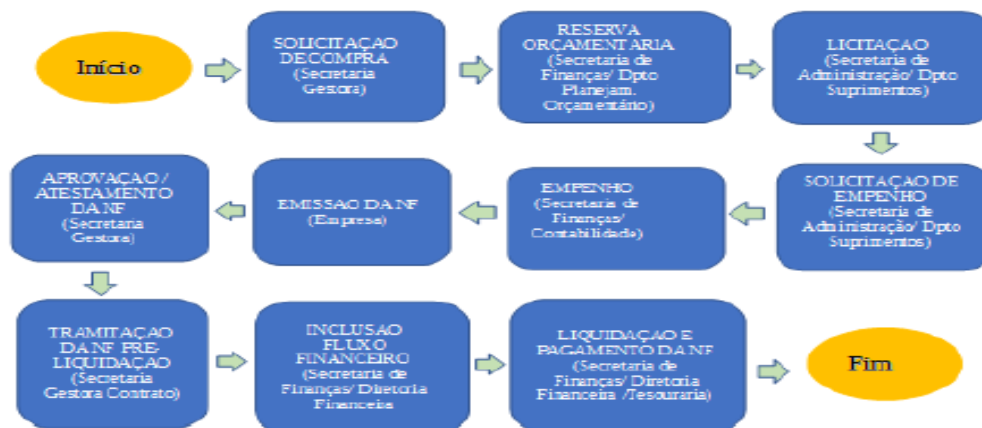 Início
SOLICITAÇAO
DE COMPRA
(Secretaria
Gestora)
RESERVA
ORÇAMENTARIA
(Secretaria de
Finanças/ Dpto
Planejam.
Orçamentário)
LICITAÇAO
(Secretaria de
Administração/ Dpto
Suprimentos)
SOLICITAÇAO DE
EMPENHO
(Secretaria de
Administração/ Dpto
Suprimentos)
EMPENHO
(Secretaria de
Finanças/
Contabilidade)
EMISSAO DA NF
(Empresa)
APROVAÇAO /
ATESTAMENTO
DA NF
(Secretaria
Gestora)
TRAMITAÇAO
DA NF PRE-
LIQUIDAÇAO
(Secretaria
Gestora Contrato)
INCLUSAO
FLUXO
FINANCEIRO
(Secretaria de
Finanças/ Diretoria
Financeira
LIQUIDAÇAO E
PAGAMENTO DA NF
(Secretaria de
Finanças/ Diretoria
Financeira /Tesouraria)
Fim